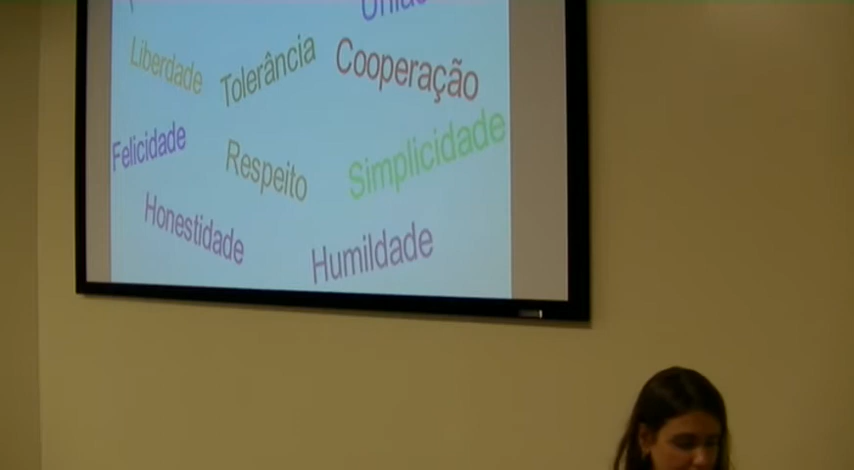 Liberdade
Tolerância
Cooperação
Felicidade
Respeito
Simplicidade
Honestidade
Humildade